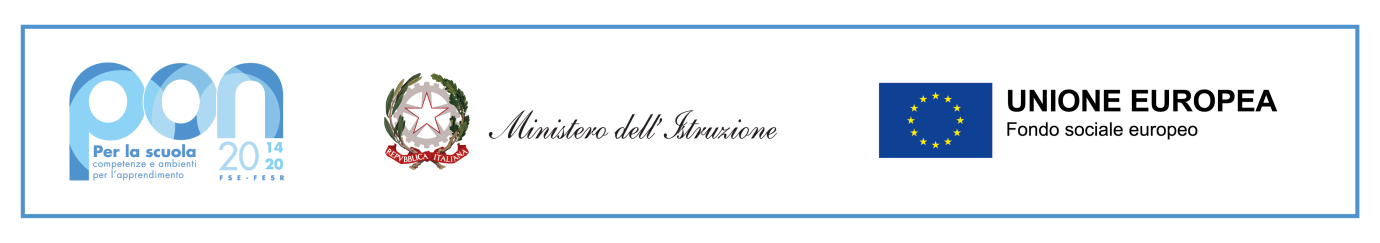 pon
Per la scuola
competenze e ambienti
per l'apprendimento
20 14
20
FSE-FESR
REPVBBLICA ITALIANA
Ministero dell'Istruzione
UNIONE EUROPEA
Fondo sociale europeo